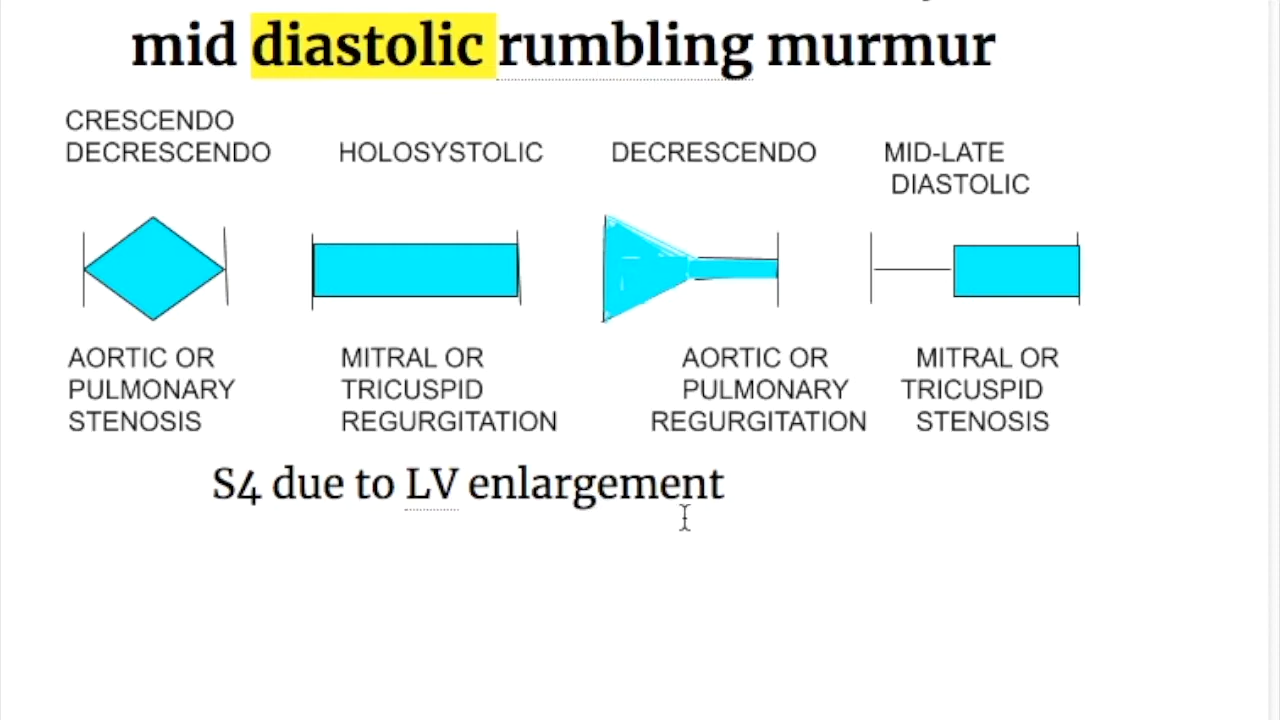 mid diastolic rumbling murmur
CRESCENDO
DECRESCENDO
HOLOSYSTOLIC
DECRESCENDO
MID-LATE
DIASTOLIC
AORTIC OR
PULMONARY
STENOSIS
MITRAL OR
TRICUSPID
REGURGITATION
AORTIC OR
PULMONARY
REGURGITATION
MITRAL OR
TRICUSPID
STENOSIS
S4 due to LV enlargement